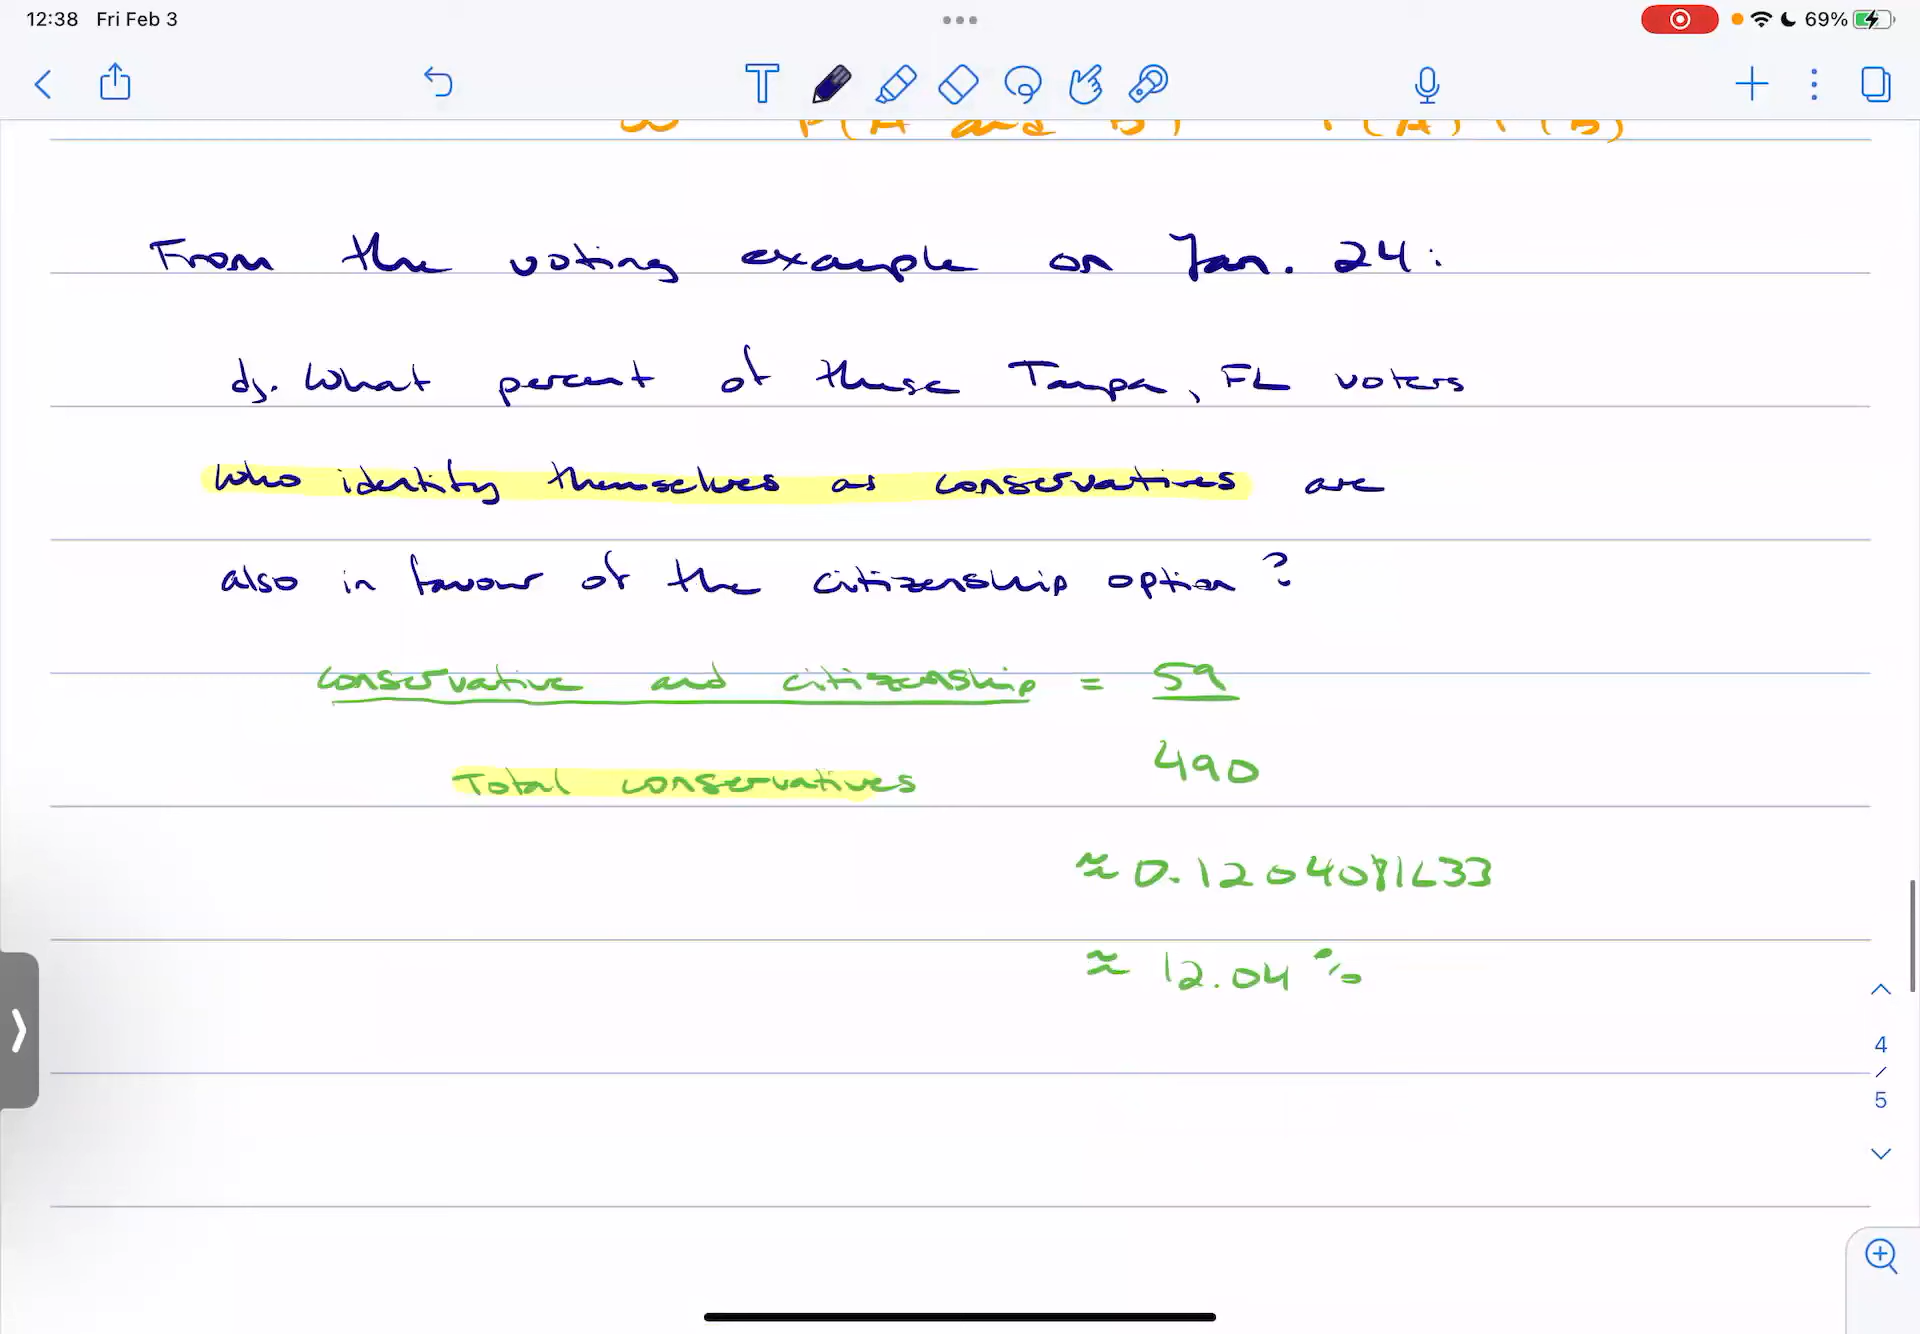 12:38 Fri Feb 3
69%
T
P(A and B) P(A) P(B)
From the voting example on Jan. 24:
d). What percent of these Tampa, FL voters
who identify themselves as conservatives are
also in favour of the citizenship option?
conservative and citizenship = 59
Total conservatives 490
≈ 0.1204081633
≈ 12.04%
4
/
5